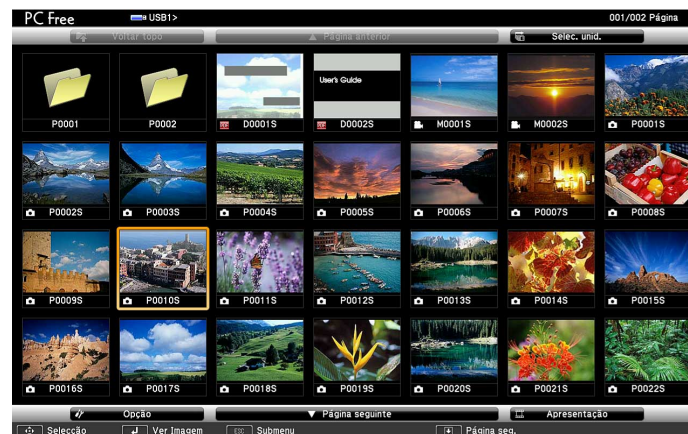 PC Free USB1> 001/002 Página
Voltar topo Página anterior Selec. unid.
User's Guide
P0001 P0002 D0001S D0002S M0001S M0002S P0001S
P0002S P0003S P0004S P0005S P0006S P0007S P0008S
P0009S P0010S P0011S P0012S P0013S P0014S P0015S
P0016S P0017S P0018S P0019S P0020S P0021S P0022S
Opção Página seguinte Apresentação
Selecção Ver Imagem ESC Submenu Página seg.